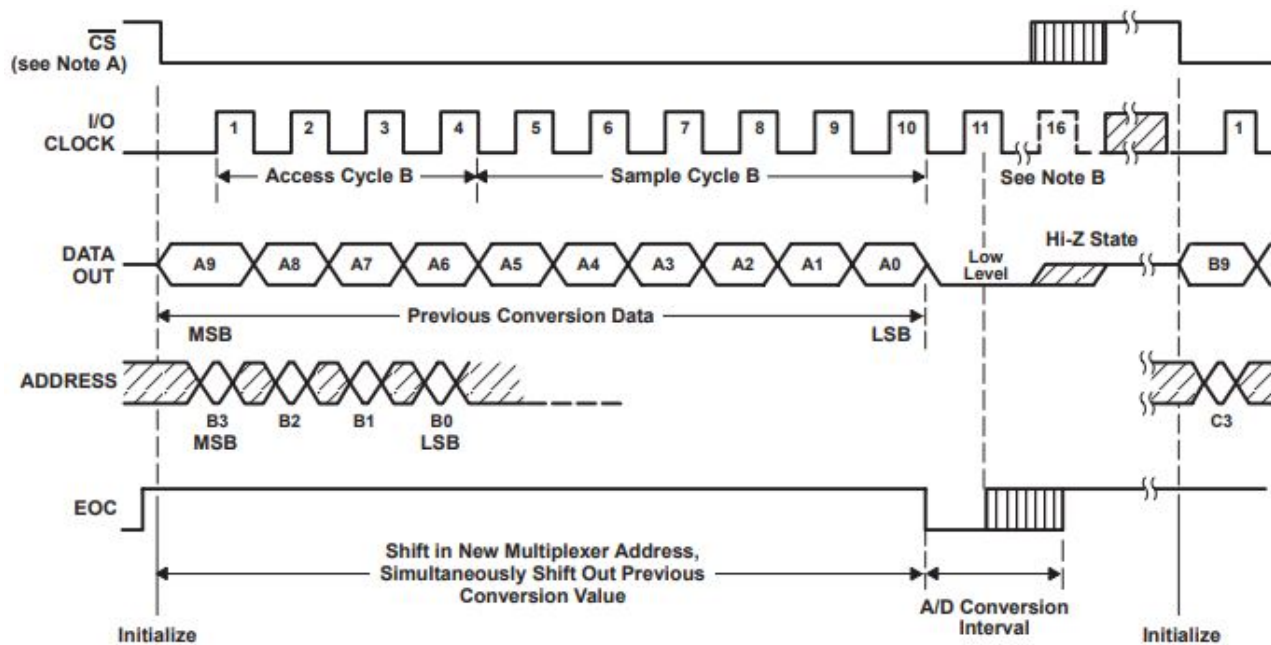 CS
(see Note A)
I/O
CLOCK
1 2 3 4 5 6 7 8 9 10 11 16 1
Access Cycle B
Sample Cycle B
See Note B
DATA
OUT
A9 A8 A7 A6 A5 A4 A3 A2 A1 A0
Low
Level
Hi-Z State
B9
Previous Conversion Data
MSB
LSB
ADDRESS
B3 B2 B1 B0
MSB LSB
C3
EOC
Shift in New Multiplexer Address,
Simultaneously Shift Out Previous
Conversion Value
A/D Conversion
Interval
Initialize
Initialize